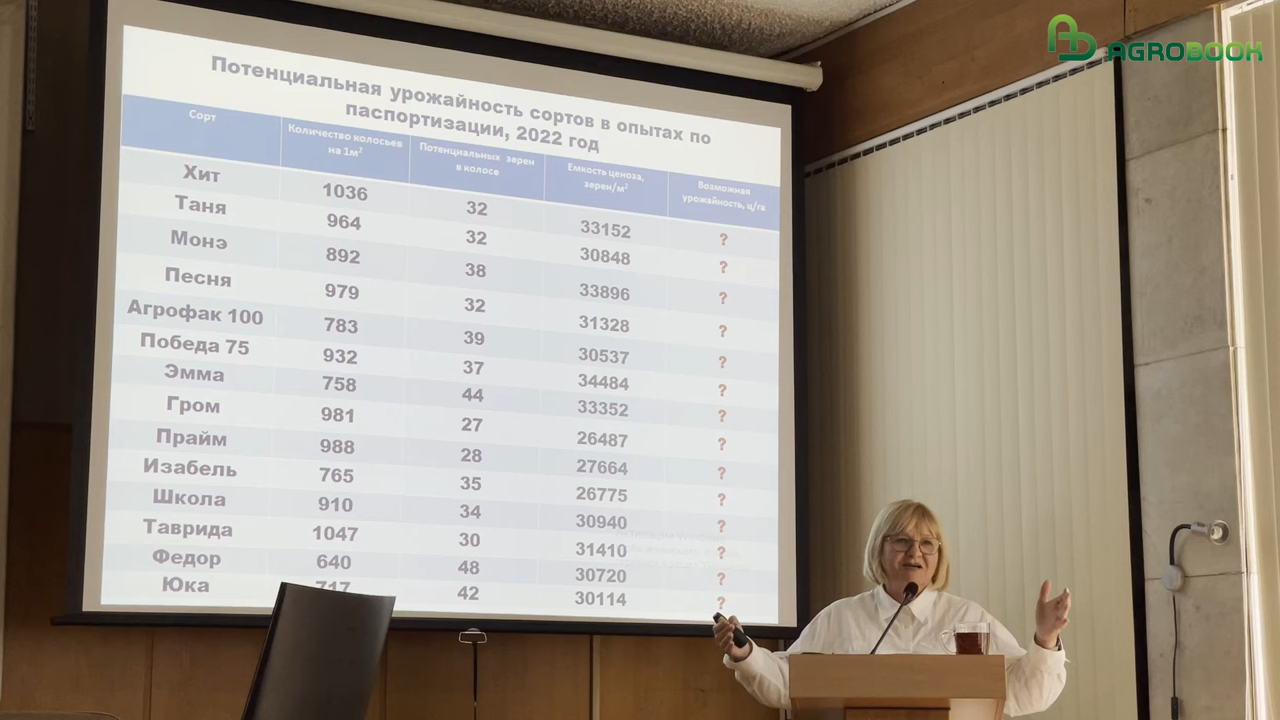 AGROBOOK
Потенциальная урожайность сортов в опытах по
паспортизации, 2022 год
Сорт Количество колосьев на 1м² Потенциальных зерен в колосе Емкость ценоза, зерен/м² Возможная урожайность, ц/га
Хит 1036 32 33152 ?
Таня 964 32 30848 ?
Монэ 892 38 33896 ?
Песня 979 32 31328 ?
Агрофак 100 783 39 30537 ?
Победа 75 932 37 34484 ?
Эмма 758 44 33352 ?
Гром 981 27 26487 ?
Прайм 988 28 27664 ?
Изабель 765 35 26775 ?
Школа 910 34 30940 ?
Таврида 1047 30 31410 ?
Федор 640 48 30720 ?
Юка 717 42 30114 ?